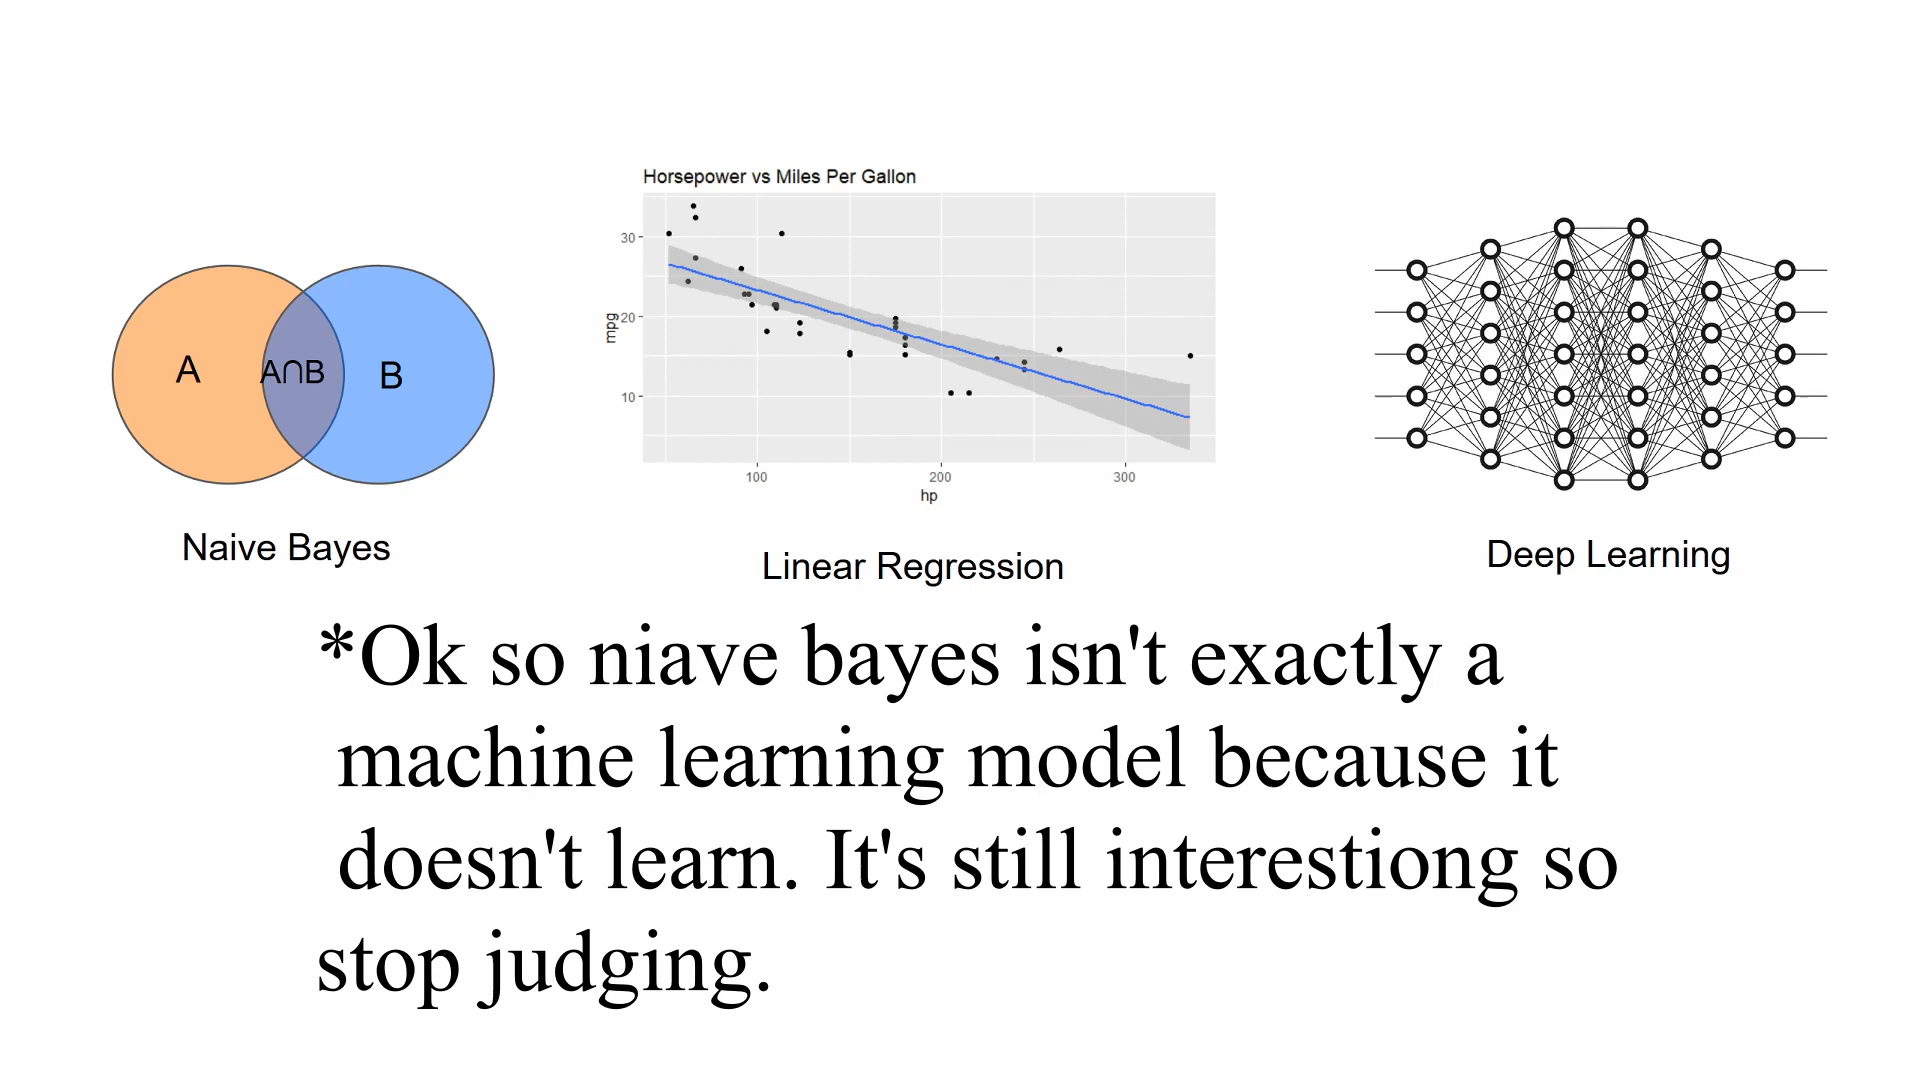 Horsepower vs Miles Per Gallon
30
20
10
mpg
100 200 300
hp
A A∩B B
Naive Bayes
Linear Regression
Deep Learning
*Ok so niave bayes isn't exactly a
machine learning model because it
doesn't learn. It's still interestiong so
stop judging.